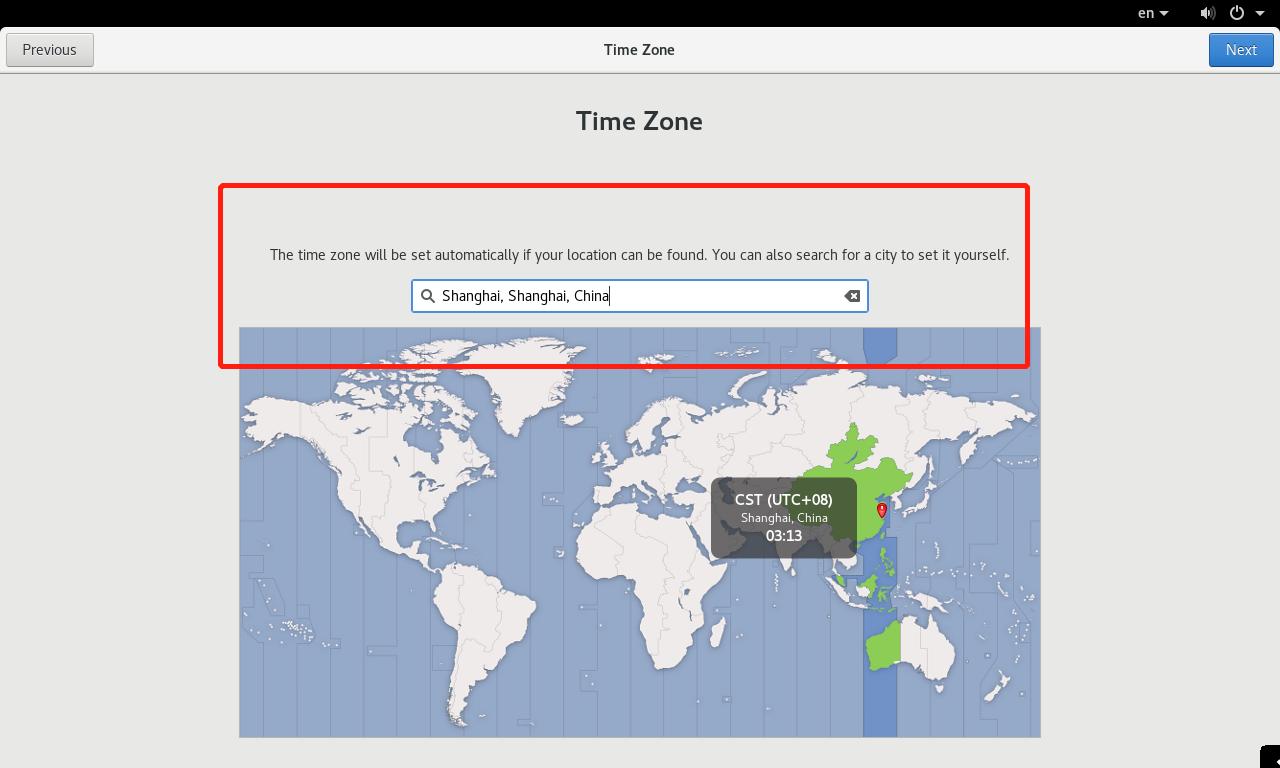 en
Previous
Time Zone
Next
Time Zone
The time zone will be set automatically if your location can be found. You can also search for a city to set it yourself.
Shanghai, Shanghai, China
CST (UTC+08)
Shanghai, China
03:13